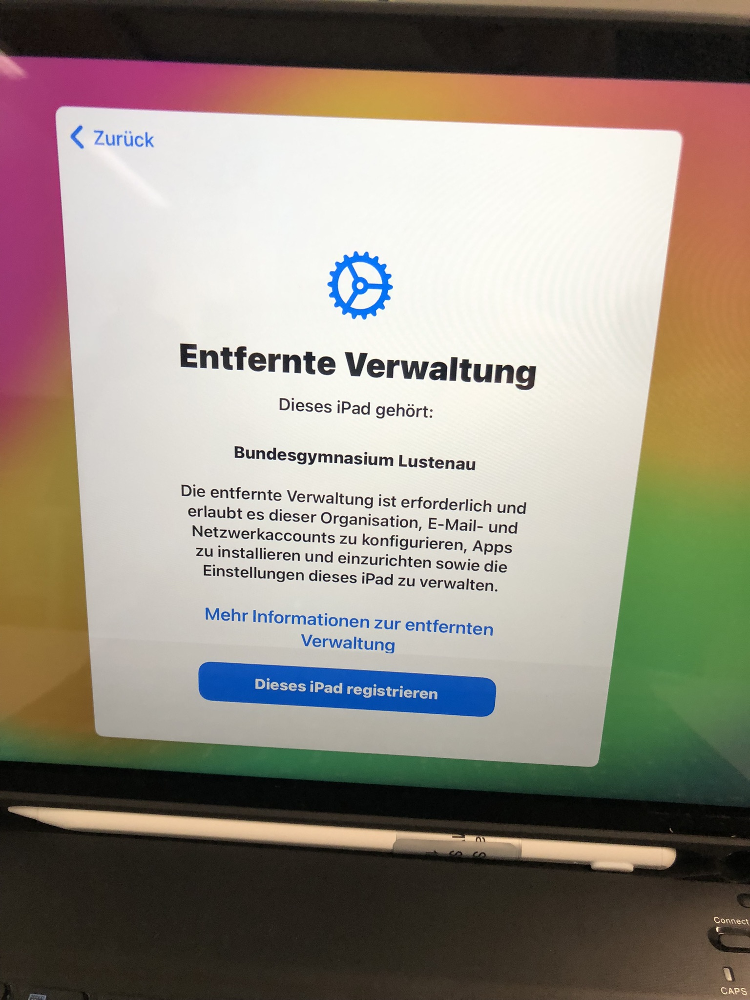 Zurück
Entfernte Verwaltung
Dieses iPad gehört:
Bundesgymnasium Lustenau
Die entfernte Verwaltung ist erforderlich und
erlaubt es dieser Organisation, E-Mail- und
Netzwerkaccounts zu konfigurieren, Apps
zu installieren und einzurichten sowie die
Einstellungen dieses iPad zu verwalten.
Mehr Informationen zur entfernten
Verwaltung
Dieses iPad registrieren
Connect
CAPS